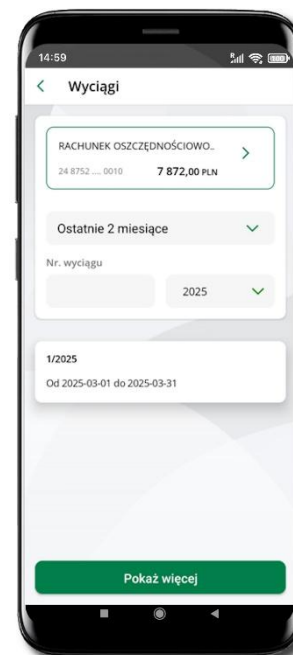 14:59
Wyciągi
RACHUNEK OSZCZĘDNOŚCIOWO..
24 8752 .... 0010 7 872,00 PLN
Ostatnie 2 miesiące
Nr. wyciągu
2025
1/2025
Od 2025-03-01 do 2025-03-31
Pokaż więcej